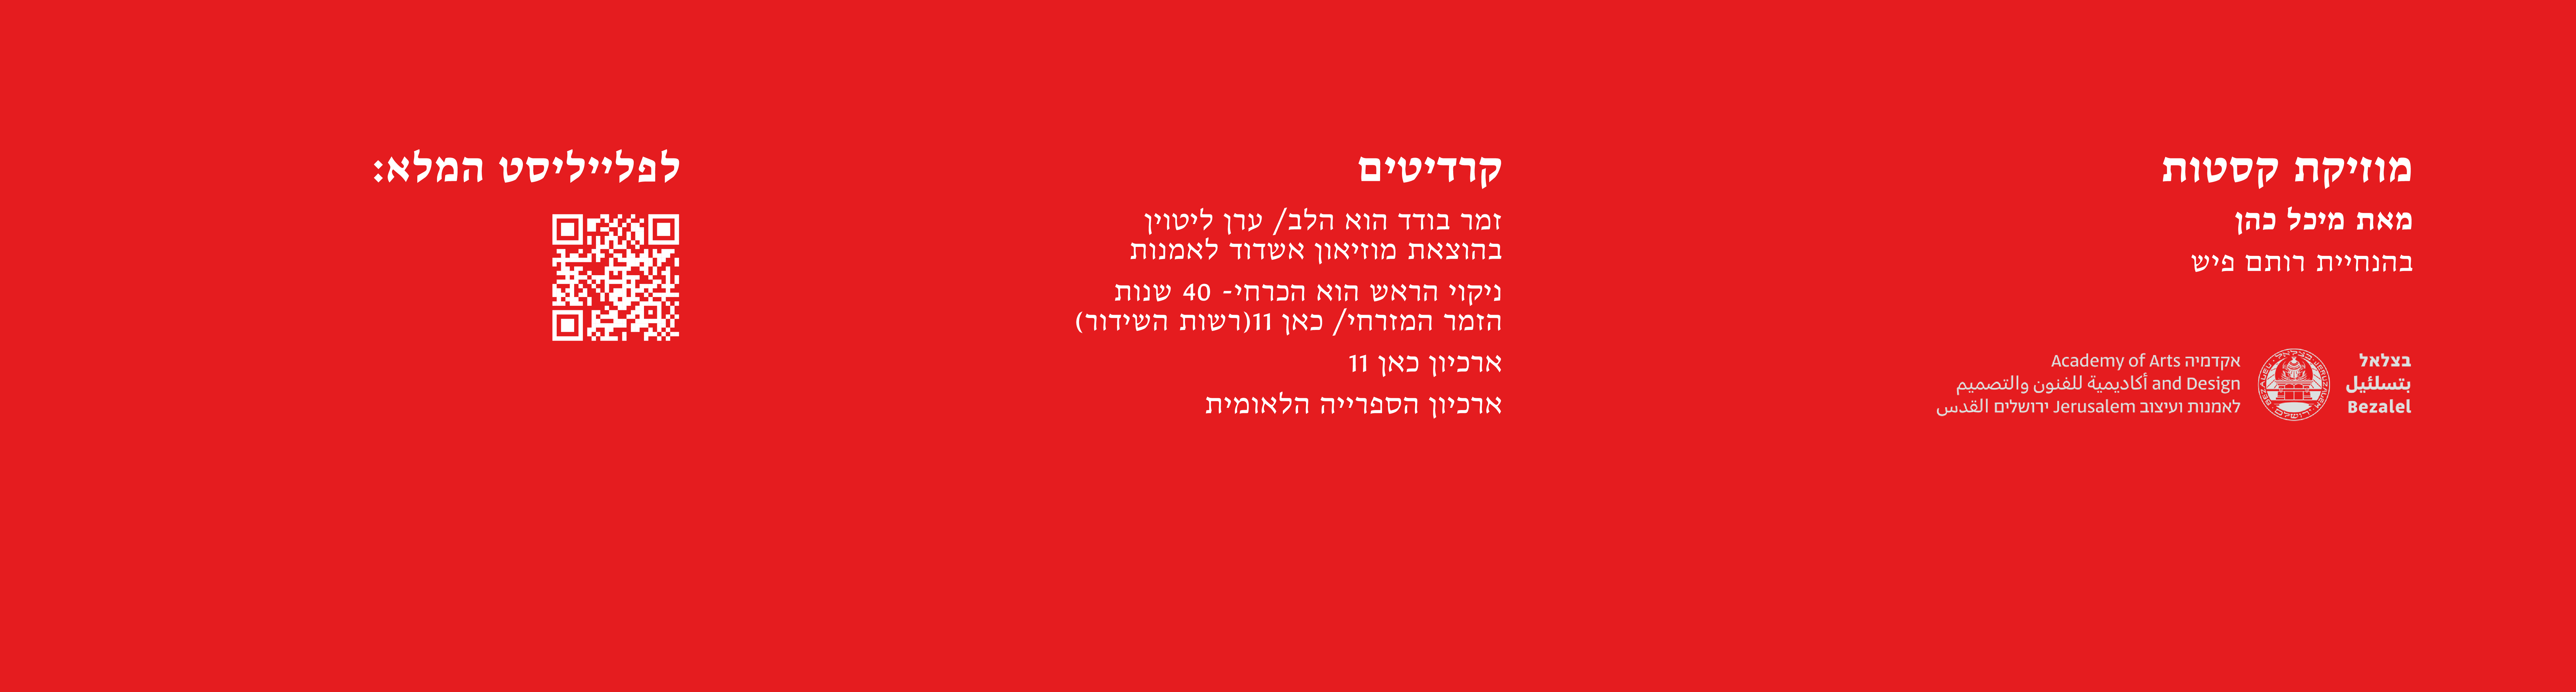 מוזיקת קסטות
מאת מיכל כהן
בהנחיית רותם פיש
בצלאל
بتسلئيل
Bezalel
אקדמיה Academy of Arts
and Design أكاديمية للفنون والتصميم
לאמנות ועיצוב Jerusalem ירושלים القدس
קרדיטים
זמר בודד הוא הלב/ ערן ליטוין
בהוצאת מוזיאון אשדוד לאמנות
ניקוי הראש הוא הכרחי- 40 שנות
הזמר המזרחי/ כאן 11(רשות השידור)
ארכיון כאן 11
ארכיון הספרייה הלאומית
לפלייליסט המלא: